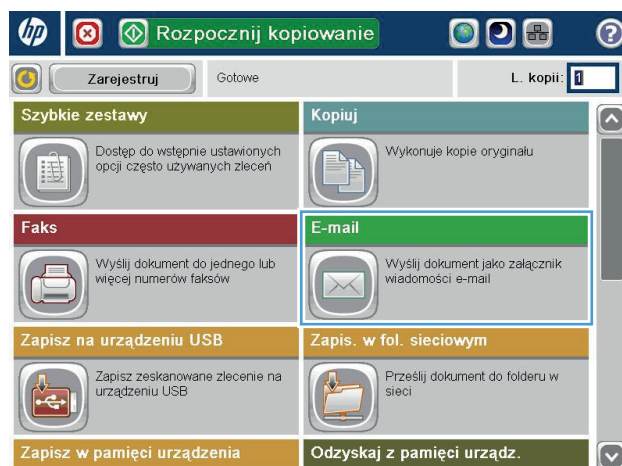 hp
Rozpocznij kopiowanie
?
Zarejestruj
Gotowe
L. kopii: 1
Szybkie zestawy
Dostęp do wstępnie ustawionych
opcji często używanych zleceń
Kopiuj
Wykonuje kopie oryginału
Faks
Wyślij dokument do jednego lub
więcej numerów faksów
E-mail
Wyślij dokument jako załącznik
wiadomości e-mail
Zapisz na urządzeniu USB
Zapisz zeskanowane zlecenie na
urządzeniu USB
Zapis. w fol. sieciowym
Prześlij dokument do folderu w
sieci
Zapisz w pamięci urządzenia
Odzyskaj z pamięci urządz.